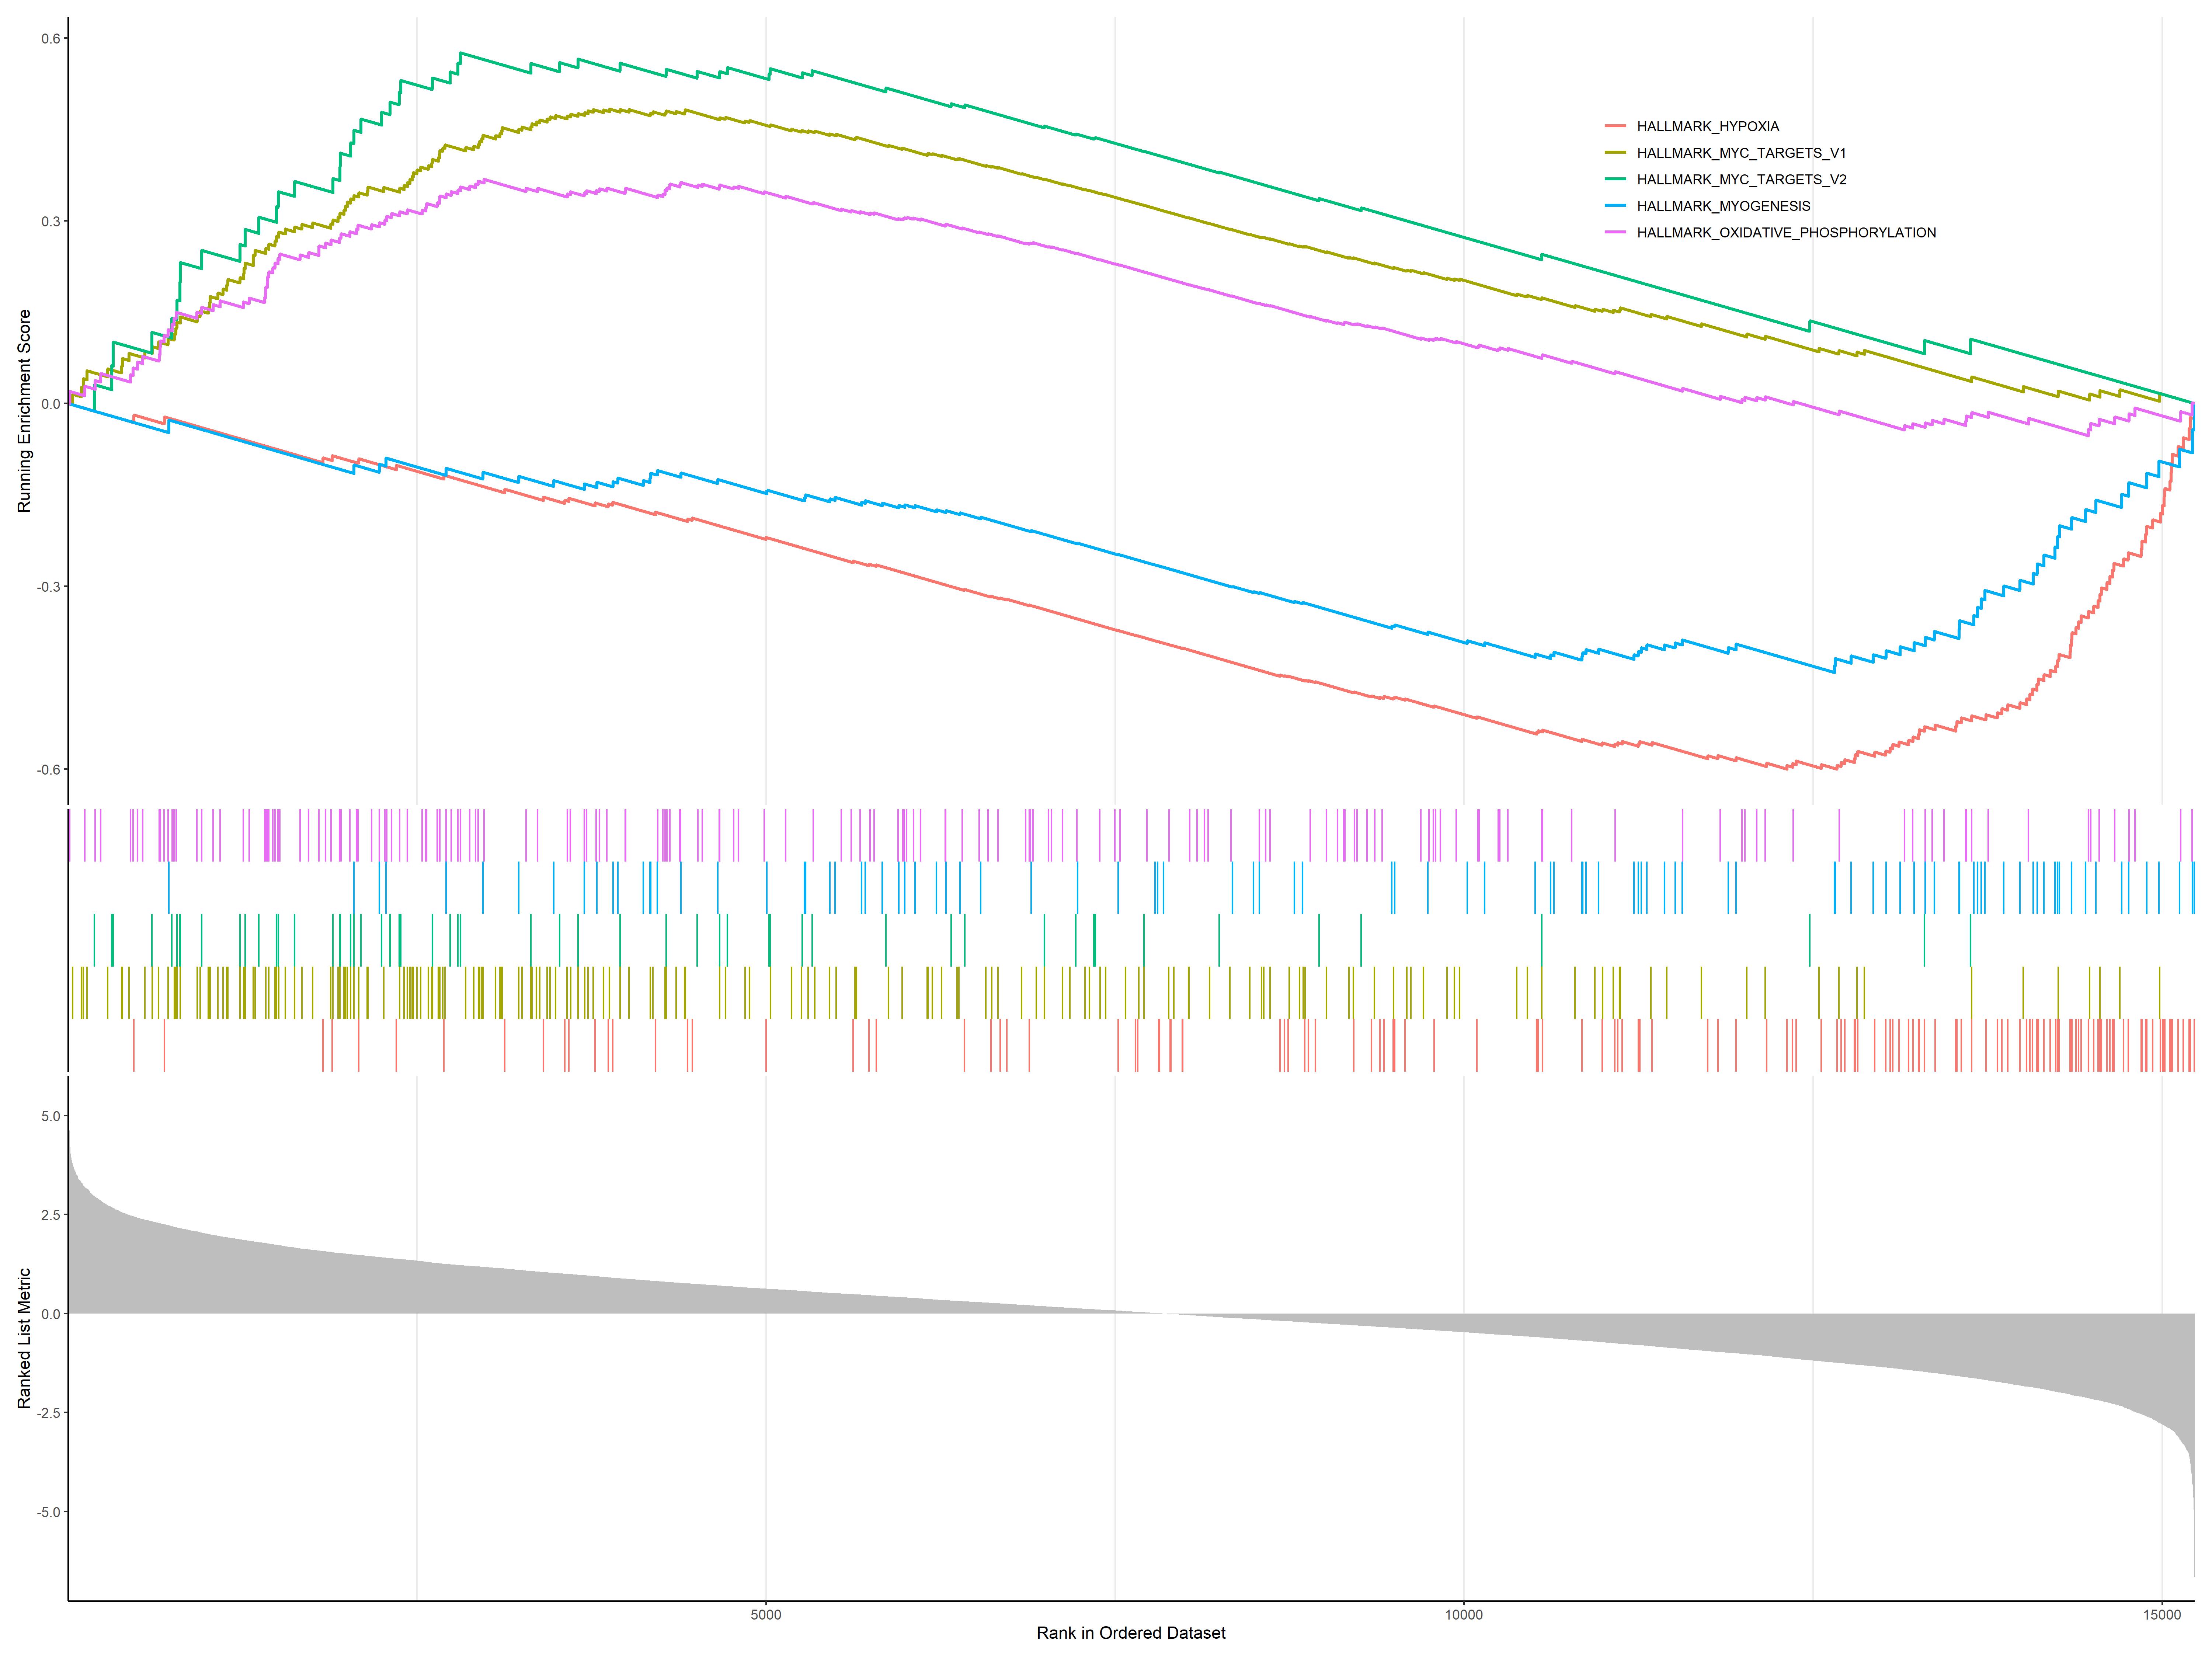 Running Enrichment Score
0.6
0.3
0.0
-0.3
-0.6
HALLMARK_HYPOXIA
HALLMARK_MYC_TARGETS_V1
HALLMARK_MYC_TARGETS_V2
HALLMARK_MYOGENESIS
HALLMARK_OXIDATIVE_PHOSPHORYLATION
Ranked List Metric
5.0
2.5
0.0
-2.5
-5.0
5000 10000 15000
Rank in Ordered Dataset